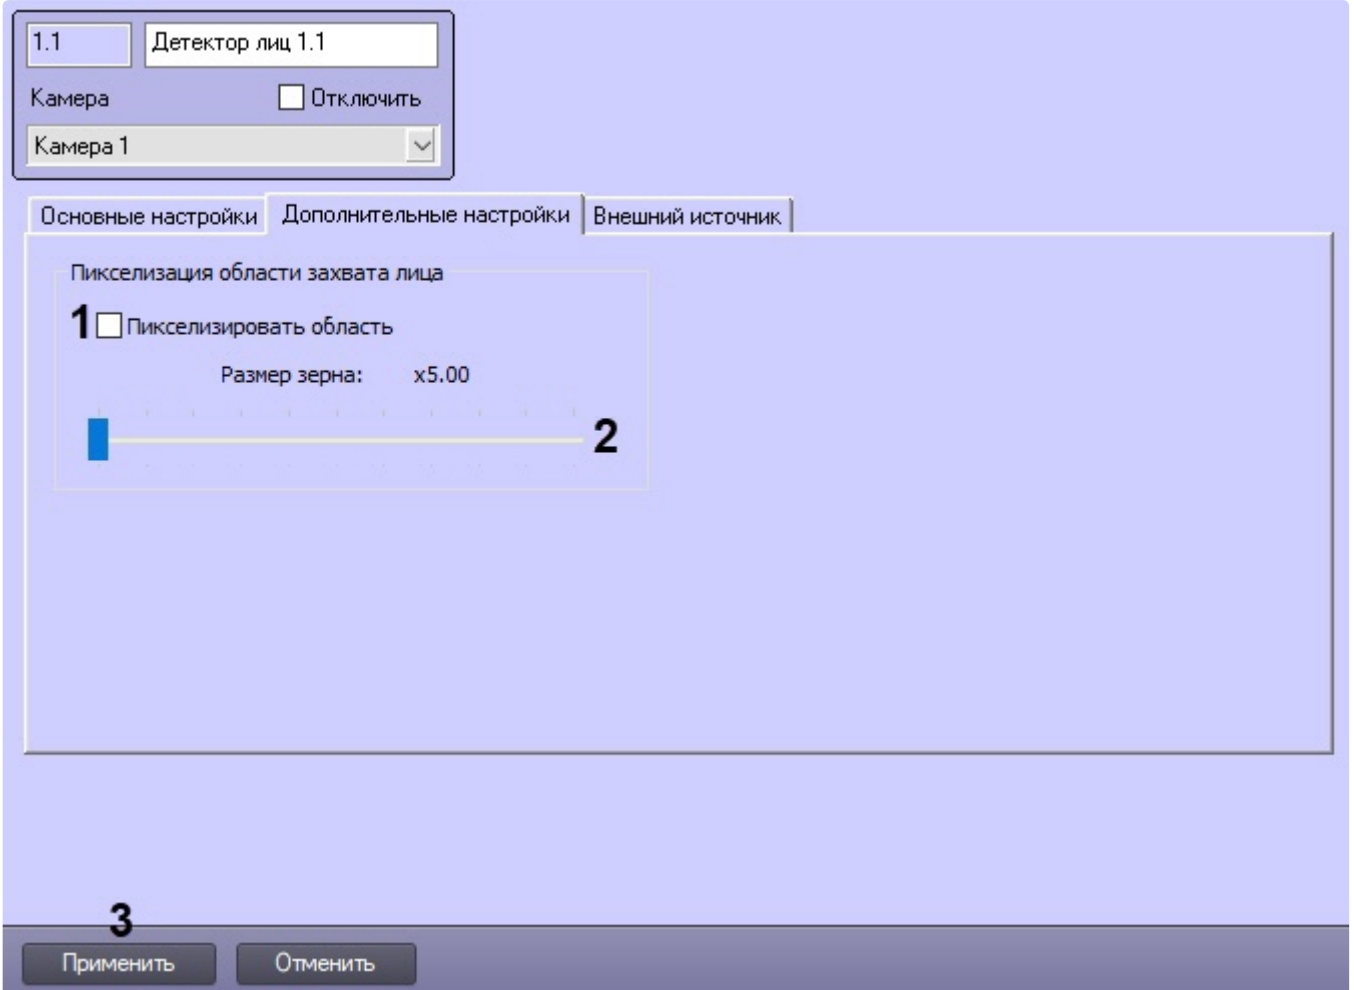 1.1 Детектор лиц 1.1
Камера Отключить
Камера 1
Основные настройки Дополнительные настройки Внешний источник
Пикселизация области захвата лица
1 Пикселизировать область
Размер зерна: x5.00
2
3
Применить Отменить